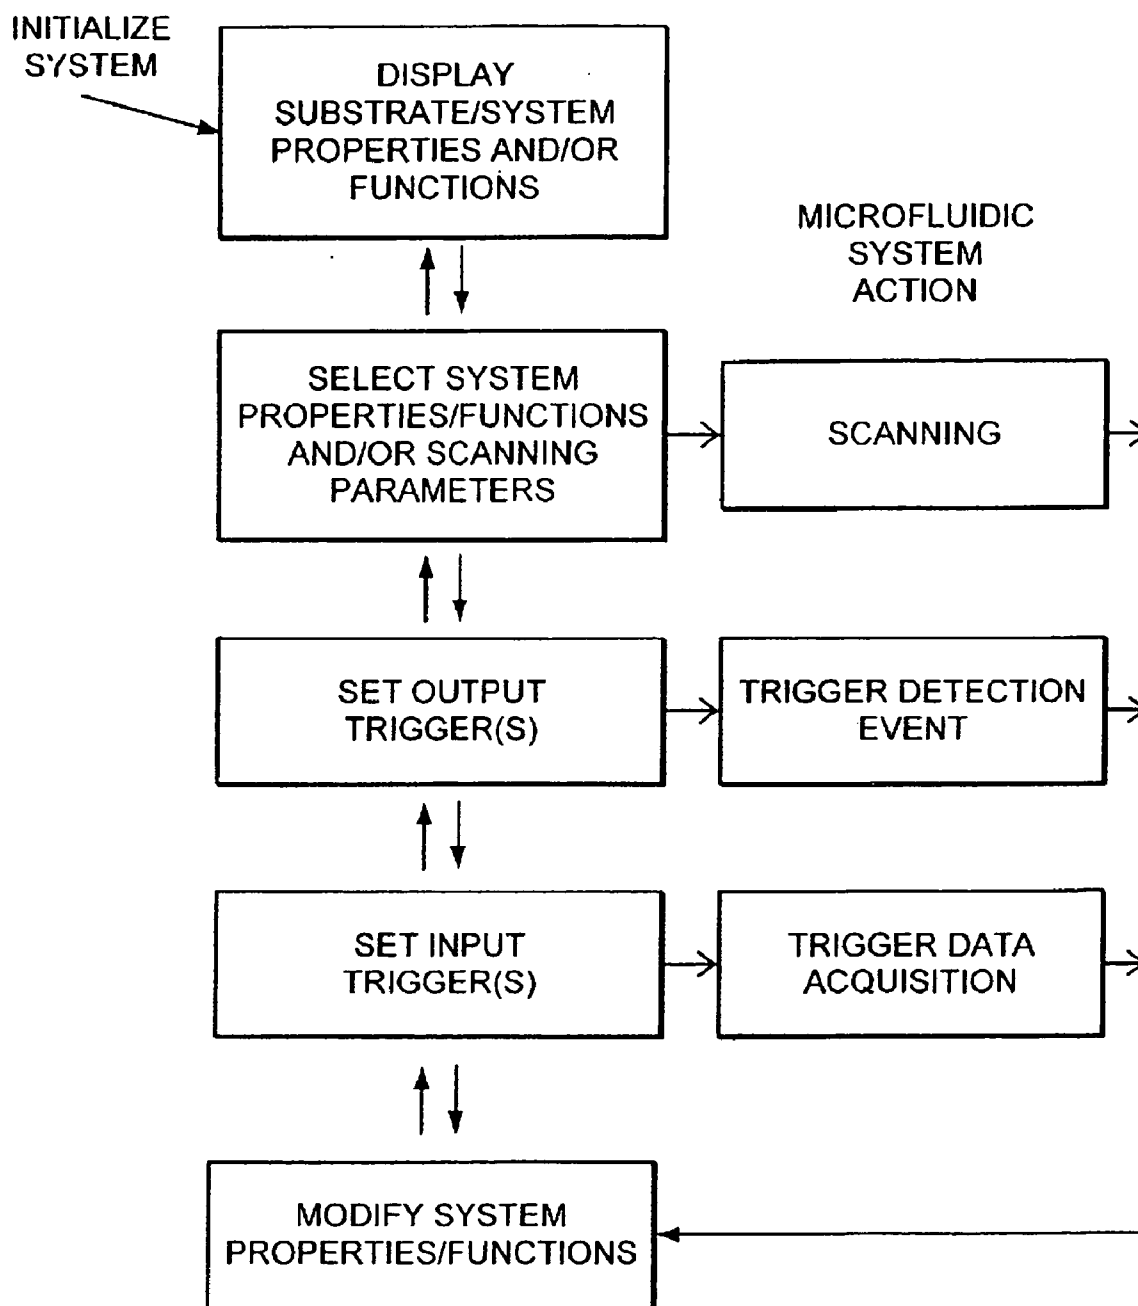 INITIALIZE
SYSTEM
DISPLAY
SUBSTRATE/SYSTEM
PROPERTIES AND/OR
FUNCTIONS
MICROFLUIDIC
SYSTEM
ACTION
SELECT SYSTEM
PROPERTIES/FUNCTIONS
AND/OR SCANNING
PARAMETERS
SCANNING
SET OUTPUT
TRIGGER(S)
TRIGGER DETECTION
EVENT
SET INPUT
TRIGGER(S)
TRIGGER DATA
ACQUISITION
MODIFY SYSTEM
PROPERTIES/FUNCTIONS